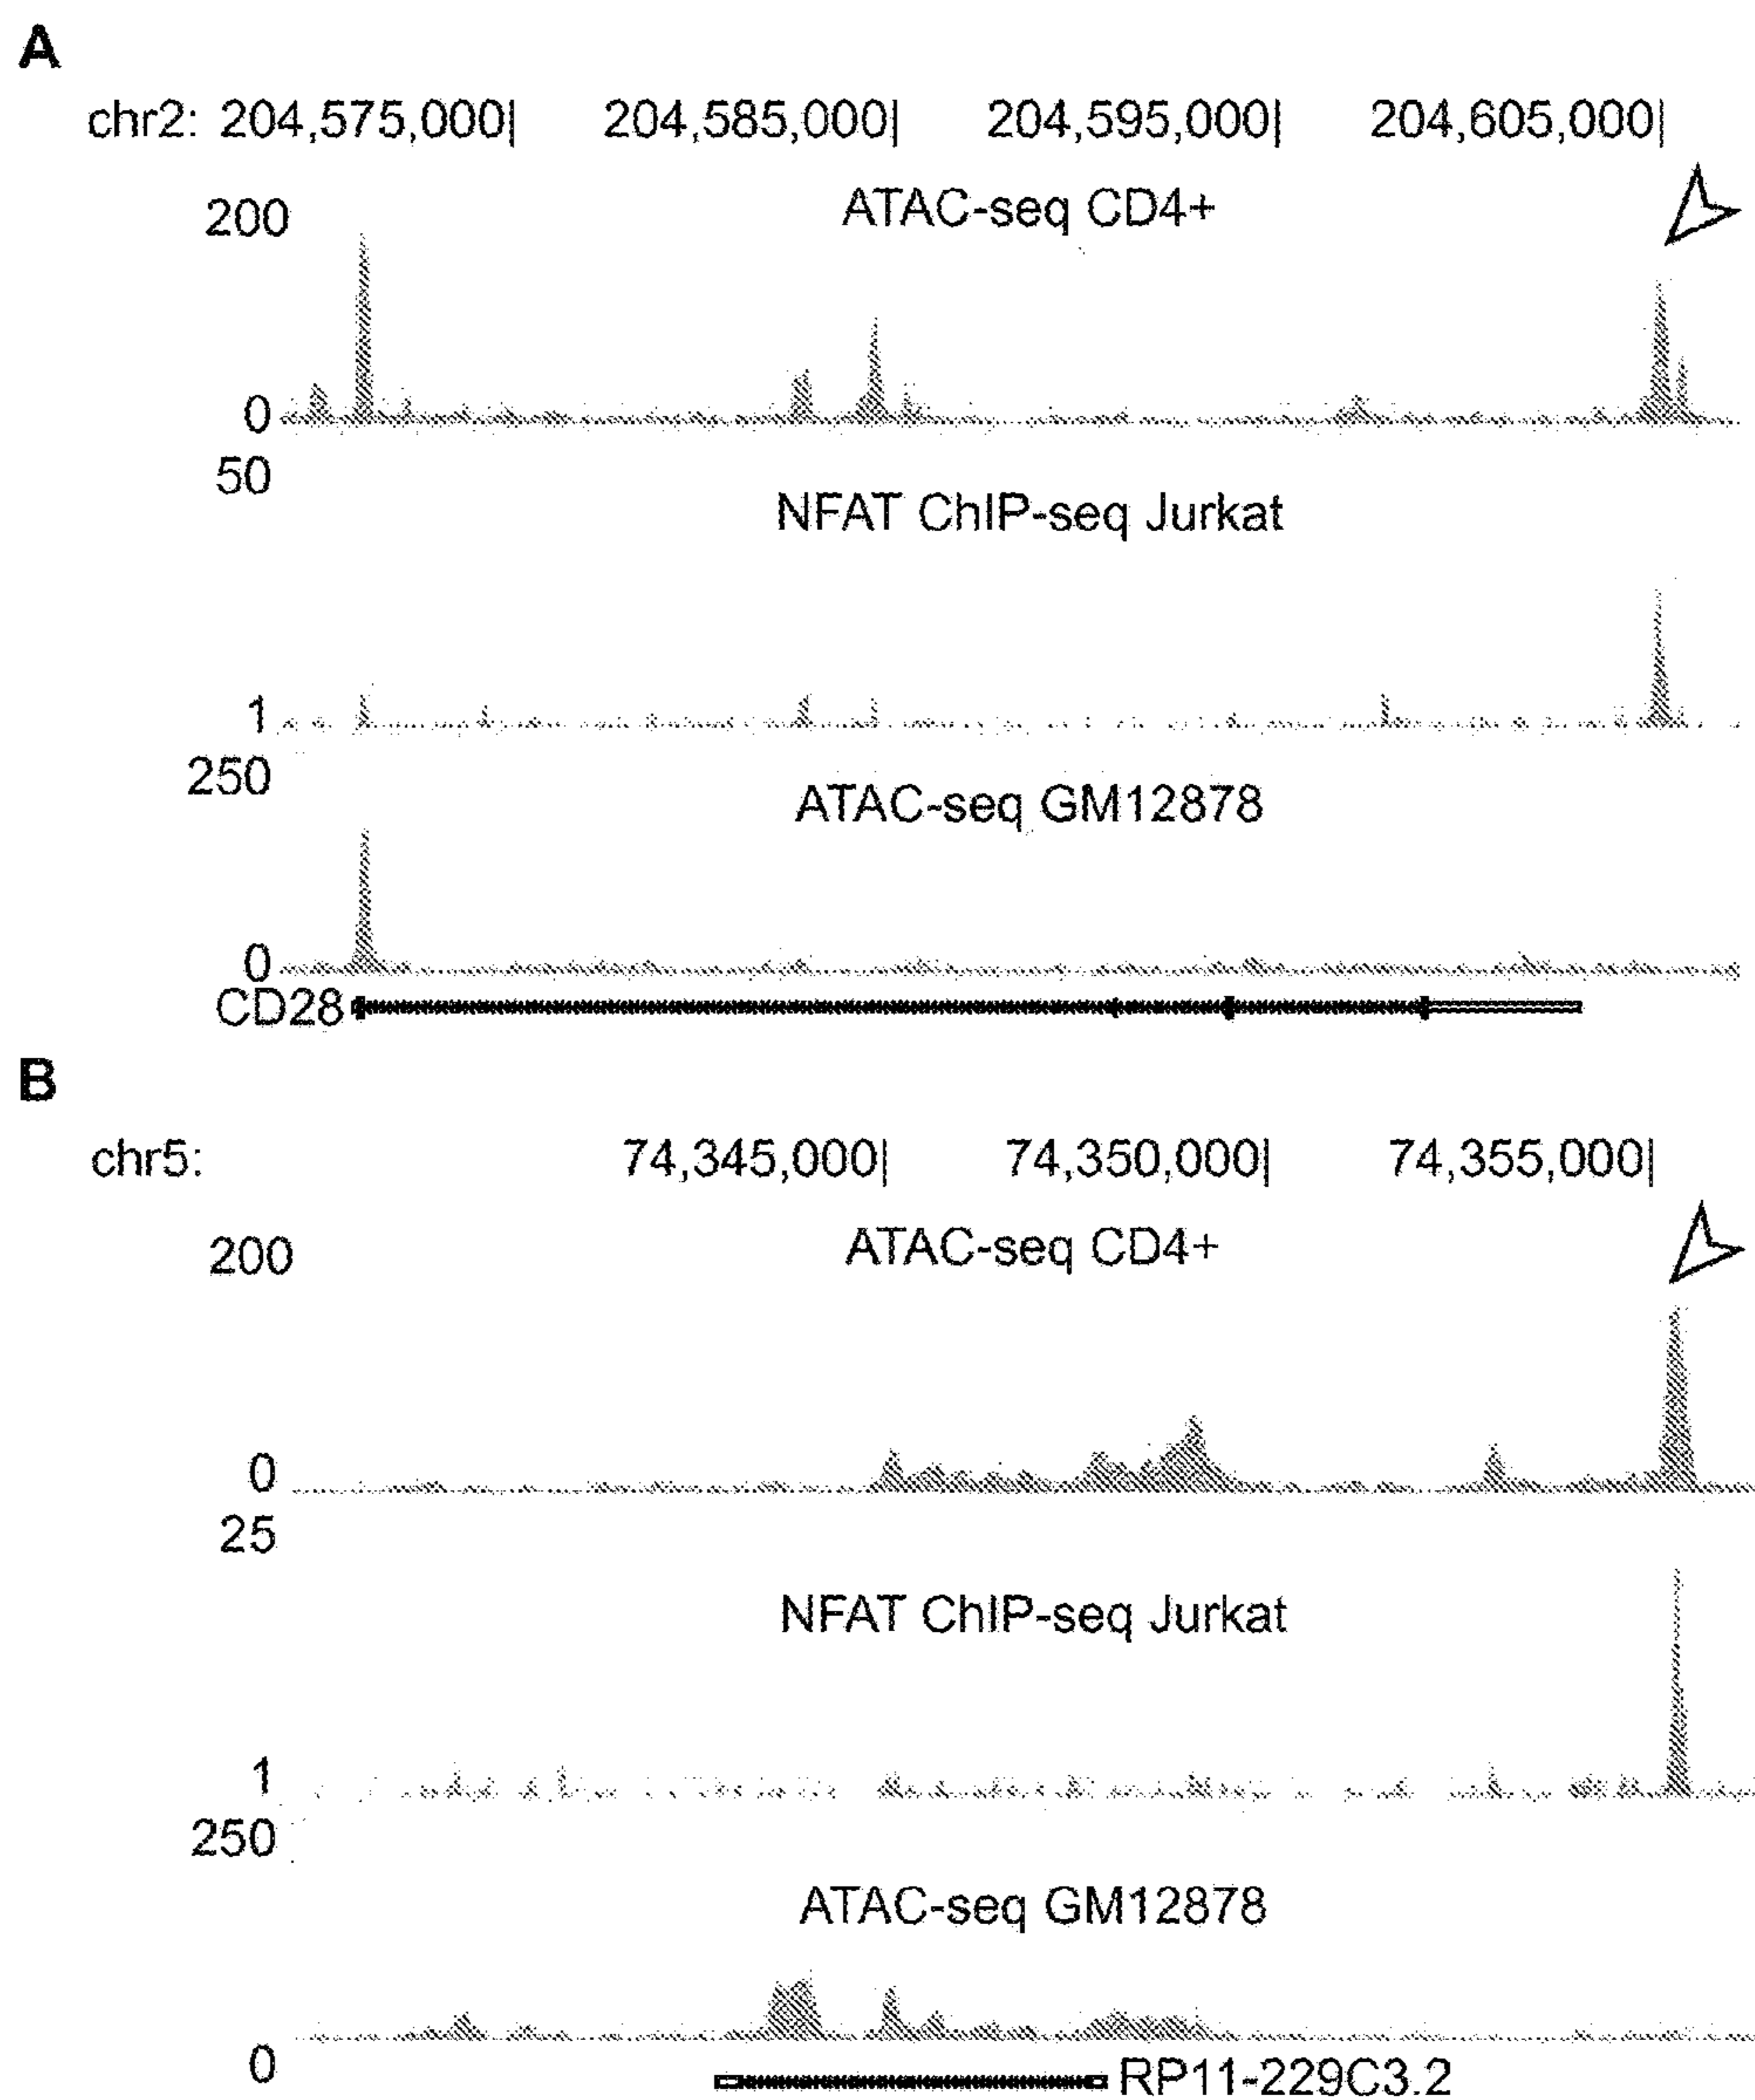 A
chr2: 204,575,000| 204,585,000| 204,595,000| 204,605,000|
200
ATAC-seq CD4+
0
50
NFAT ChIP-seq Jurkat
1
250
ATAC-seq GM12878
0
CD28
B
chr5: 74,345,000| 74,350,000| 74,355,000|
200
ATAC-seq CD4+
0
25
NFAT ChIP-seq Jurkat
1
250
ATAC-seq GM12878
0
RP11-229C3.2